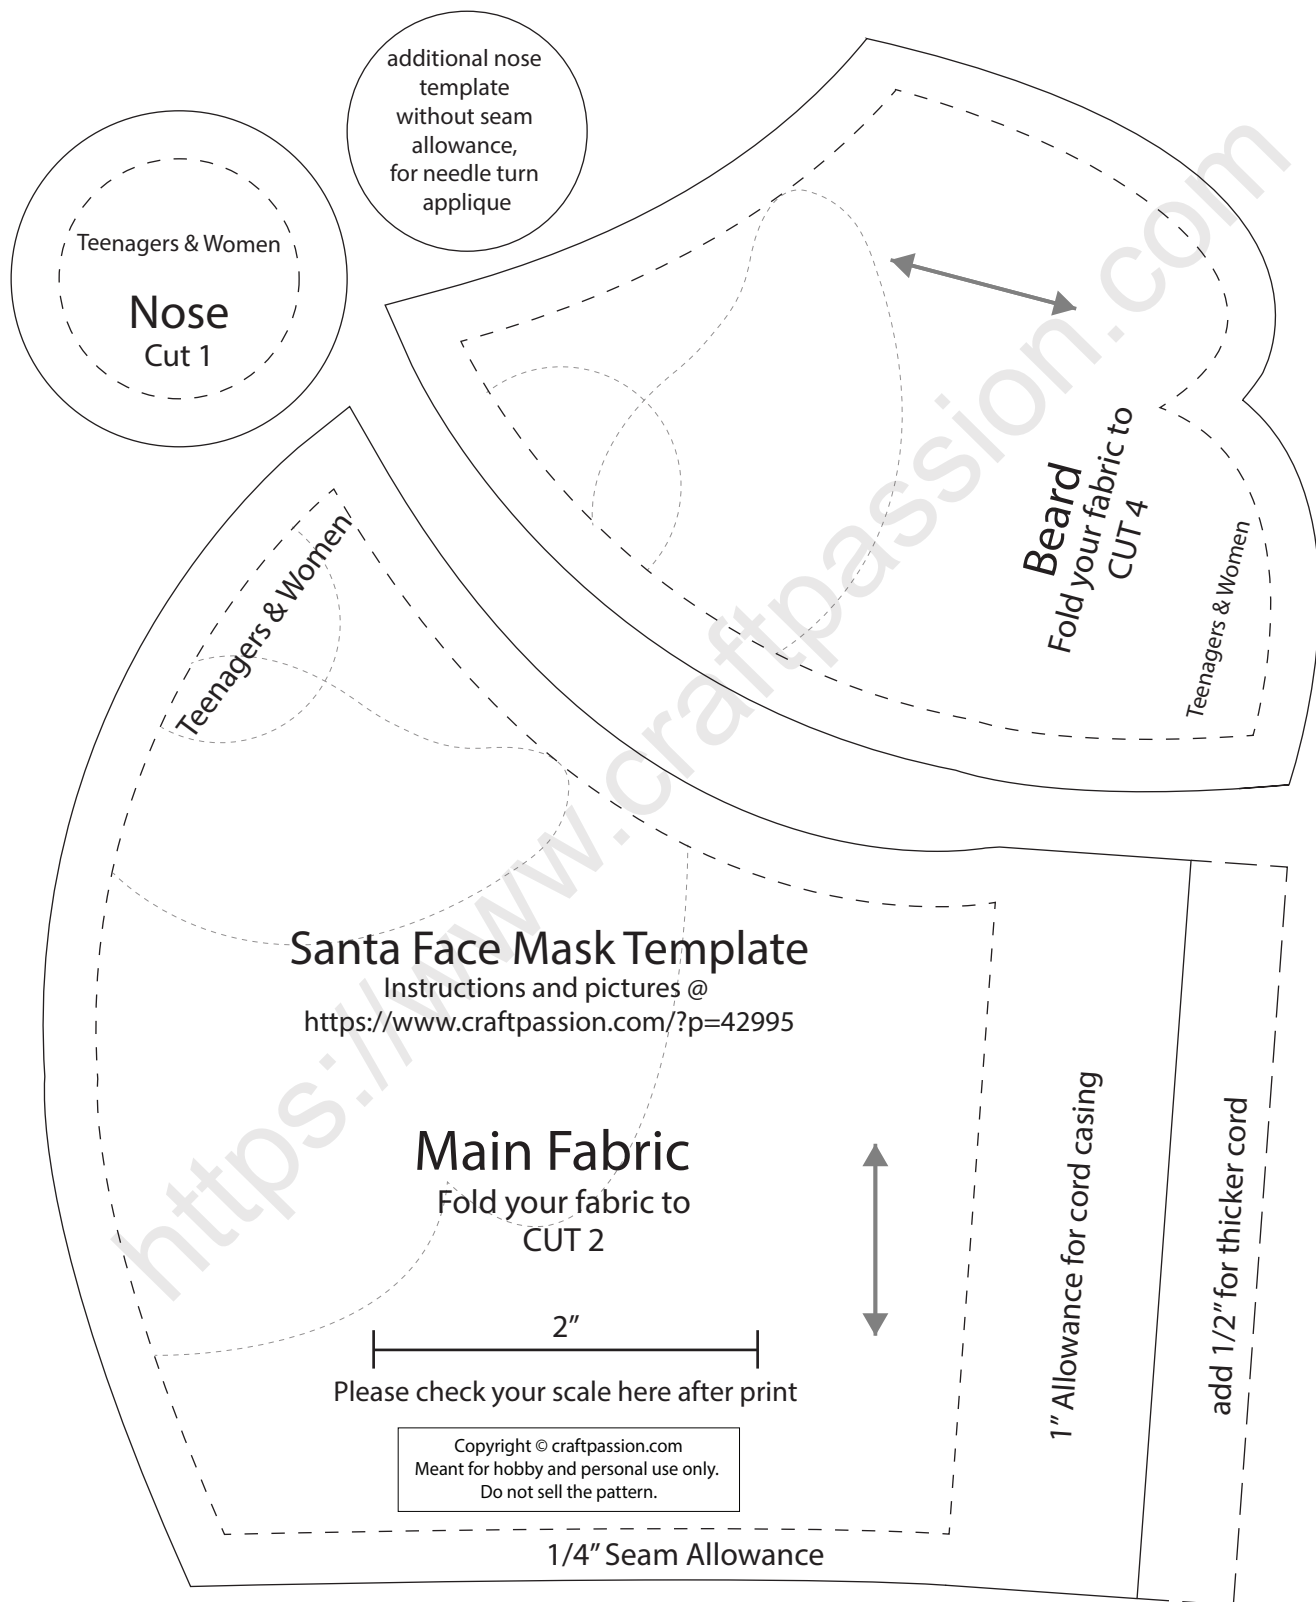 additional nose
template
without seam
allowance,
for needle turn
applique
Teenagers & Women
Nose
Cut 1
Beard
Fold your fabric to
CUT 4
Teenagers & Women
Teenagers & Women
Santa Face Mask Template
Instructions and pictures @
https://www.craftpassion.com/?p=42995
Main Fabric
Fold your fabric to
CUT 2
2”
Please check your scale here after print
Copyright © craftpassion.com
Meant for hobby and personal use only.
Do not sell the pattern.
1/4” Seam Allowance
1” Allowance for cord casing
add 1/2” for thicker cord
https://www.craftpassion.com